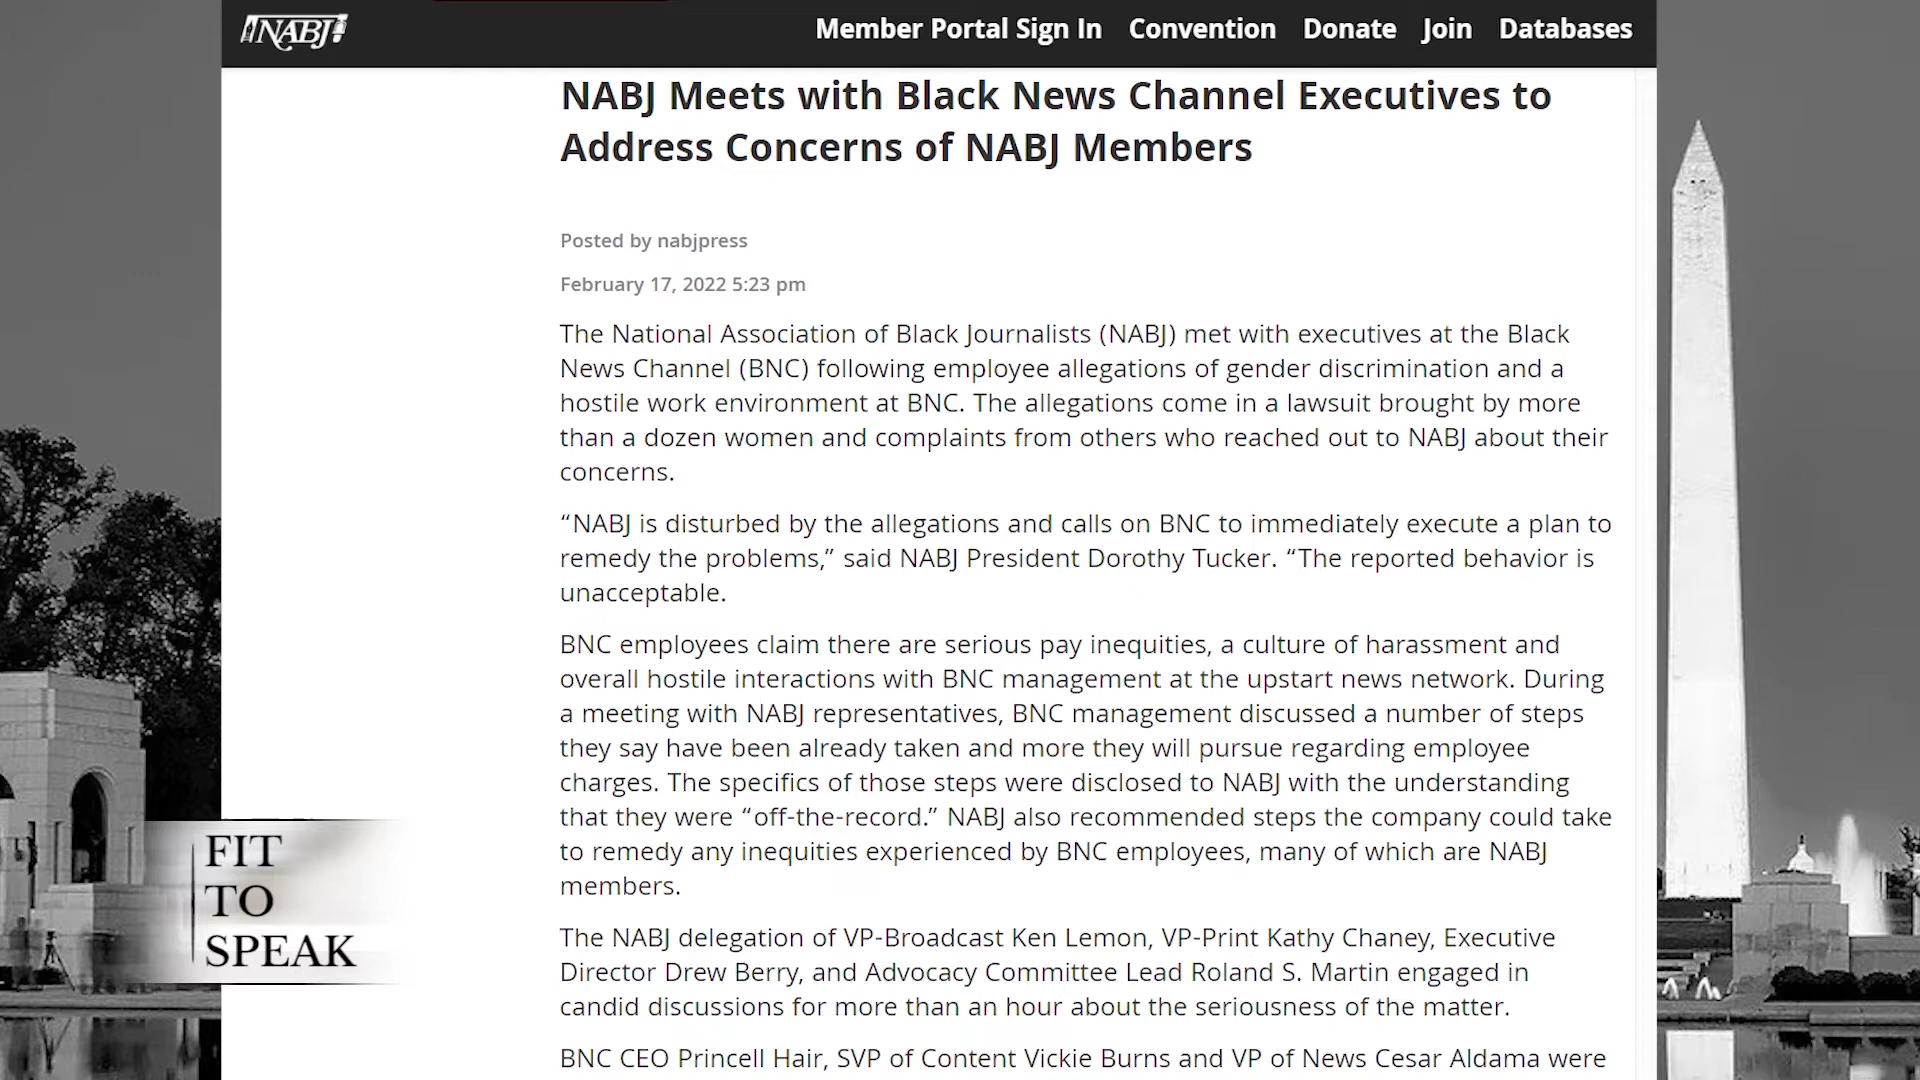 NABJ
Member Portal Sign In Convention Donate Join Databases
NABJ Meets with Black News Channel Executives to
Address Concerns of NABJ Members
Posted by nabjpress
February 17, 2022 5:23 pm
The National Association of Black Journalists (NABJ) met with executives at the Black
News Channel (BNC) following employee allegations of gender discrimination and a
hostile work environment at BNC. The allegations come in a lawsuit brought by more
than a dozen women and complaints from others who reached out to NABJ about their
concerns.
“NABJ is disturbed by the allegations and calls on BNC to immediately execute a plan to
remedy the problems,” said NABJ President Dorothy Tucker. “The reported behavior is
unacceptable.
BNC employees claim there are serious pay inequities, a culture of harassment and
overall hostile interactions with BNC management at the upstart news network. During
a meeting with NABJ representatives, BNC management discussed a number of steps
they say have been already taken and more they will pursue regarding employee
charges. The specifics of those steps were disclosed to NABJ with the understanding
that they were “off-the-record.” NABJ also recommended steps the company could take
to remedy any inequities experienced by BNC employees, many of which are NABJ
members.
The NABJ delegation of VP-Broadcast Ken Lemon, VP-Print Kathy Chaney, Executive
Director Drew Berry, and Advocacy Committee Lead Roland S. Martin engaged in
candid discussions for more than an hour about the seriousness of the matter.
BNC CEO Princell Hair, SVP of Content Vickie Burns and VP of News Cesar Aldama were
FIT
TO
SPEAK